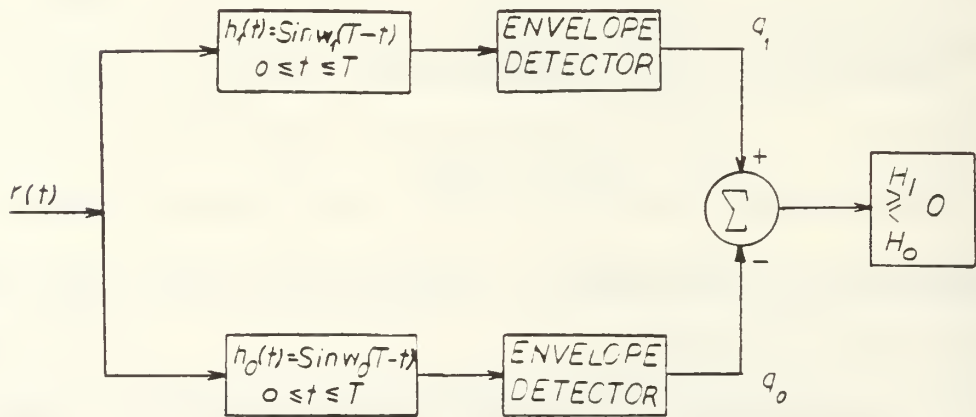 h₁(t)=Sin w₁(T-t)
0 ≤ t ≤ T
ENVELOPE
DETECTOR
q₁
r(t)
+
Σ
−
H₁
≷ 0
H₀
h₀(t)=Sin w₀(T-t)
0 ≤ t ≤ T
ENVELOPE
DETECTOR
q₀